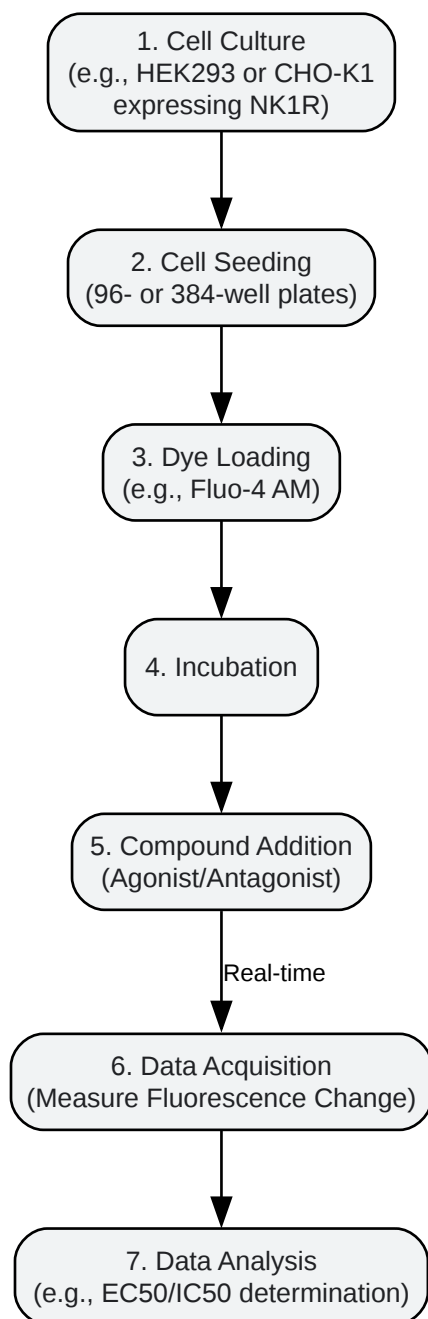 1. Cell Culture
(e.g., HEK293 or CHO-K1
expressing NK1R)
2. Cell Seeding
(96- or 384-well plates)
3. Dye Loading
(e.g., Fluo-4 AM)
4. Incubation
5. Compound Addition
(Agonist/Antagonist)
Real-time
6. Data Acquisition
(Measure Fluorescence Change)
7. Data Analysis
(e.g., EC50/IC50 determination)